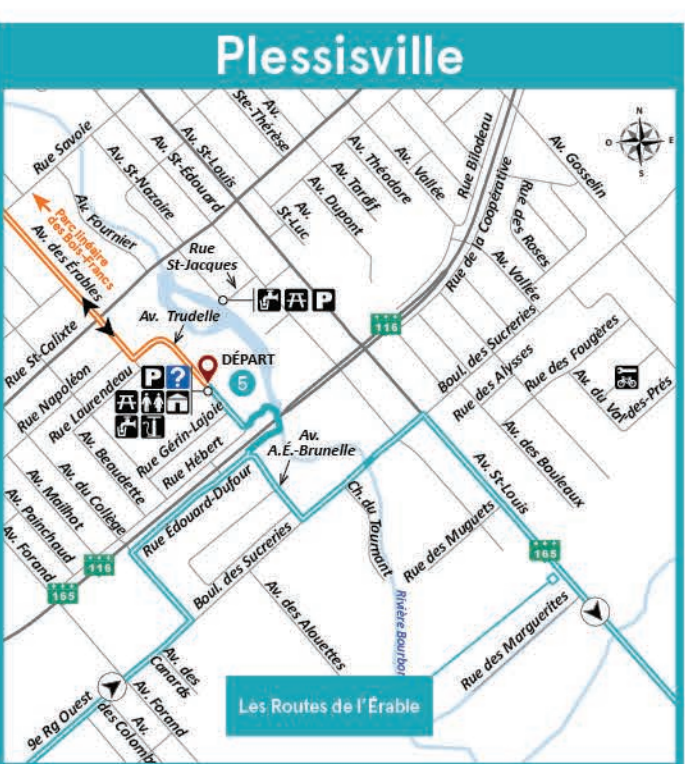 Plessisville
N
O
E
S
Rue Savoie
Av. St-Nazaire
Av. St-Édouard
Av. St-Louis
Av.
Ste-Thérèse
Av. Théodore
Av. Tardif
Av. Vallée
Av. Dupont
Av.
St-Luc
Rue Bilodeau
Rue de la Coopérative
Av. Gosselin
Rue des Roses
Av. Vallée
Av. Fournier
Parc linéaire
des Bois-Francs
Av. des Érables
Rue
St-Jacques
P
Av. Trudelle
116
Rue St-Calixte
DÉPART
5
P
?
Boul. des Sucreries
Rue des Alysses
Rue des Fougères
Av. du Val
-des-Prés
Rue Napoléon
Rue Laurendeau
Rue Gérin-Lajoie
Rue Hébert
Av. Beaudette
Av. du Collège
Av. Mailhot
Av. Painchaud
Av. Forand
Av.
A.É.-Brunelle
Av. des Bouleaux
Av. St-Louis
Rue Édouard-Dufour
Ch. du Tournant
Rue des Muguets
165
116
165
Boul. des Sucreries
Av. des Alouettes
Rivière Bourbon
Rue des Marguerites
Av. des
Canards
Av. Forand
Av.
des Colomb
9e Rg Ouest
Les Routes de l'Érable